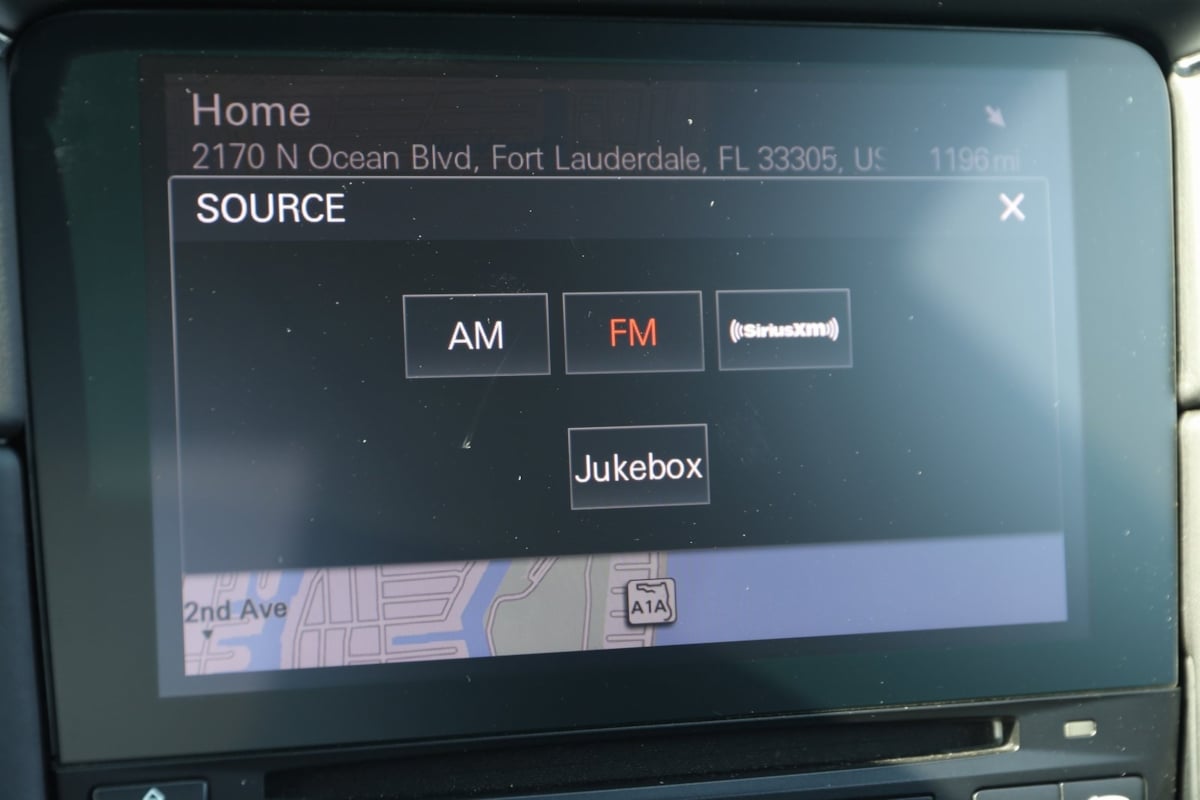 Home
2170 N Ocean Blvd, Fort Lauderdale, FL 33305, US 1196 mi
SOURCE X
AM FM ((SiriusXm))
Jukebox
2nd Ave
A1A